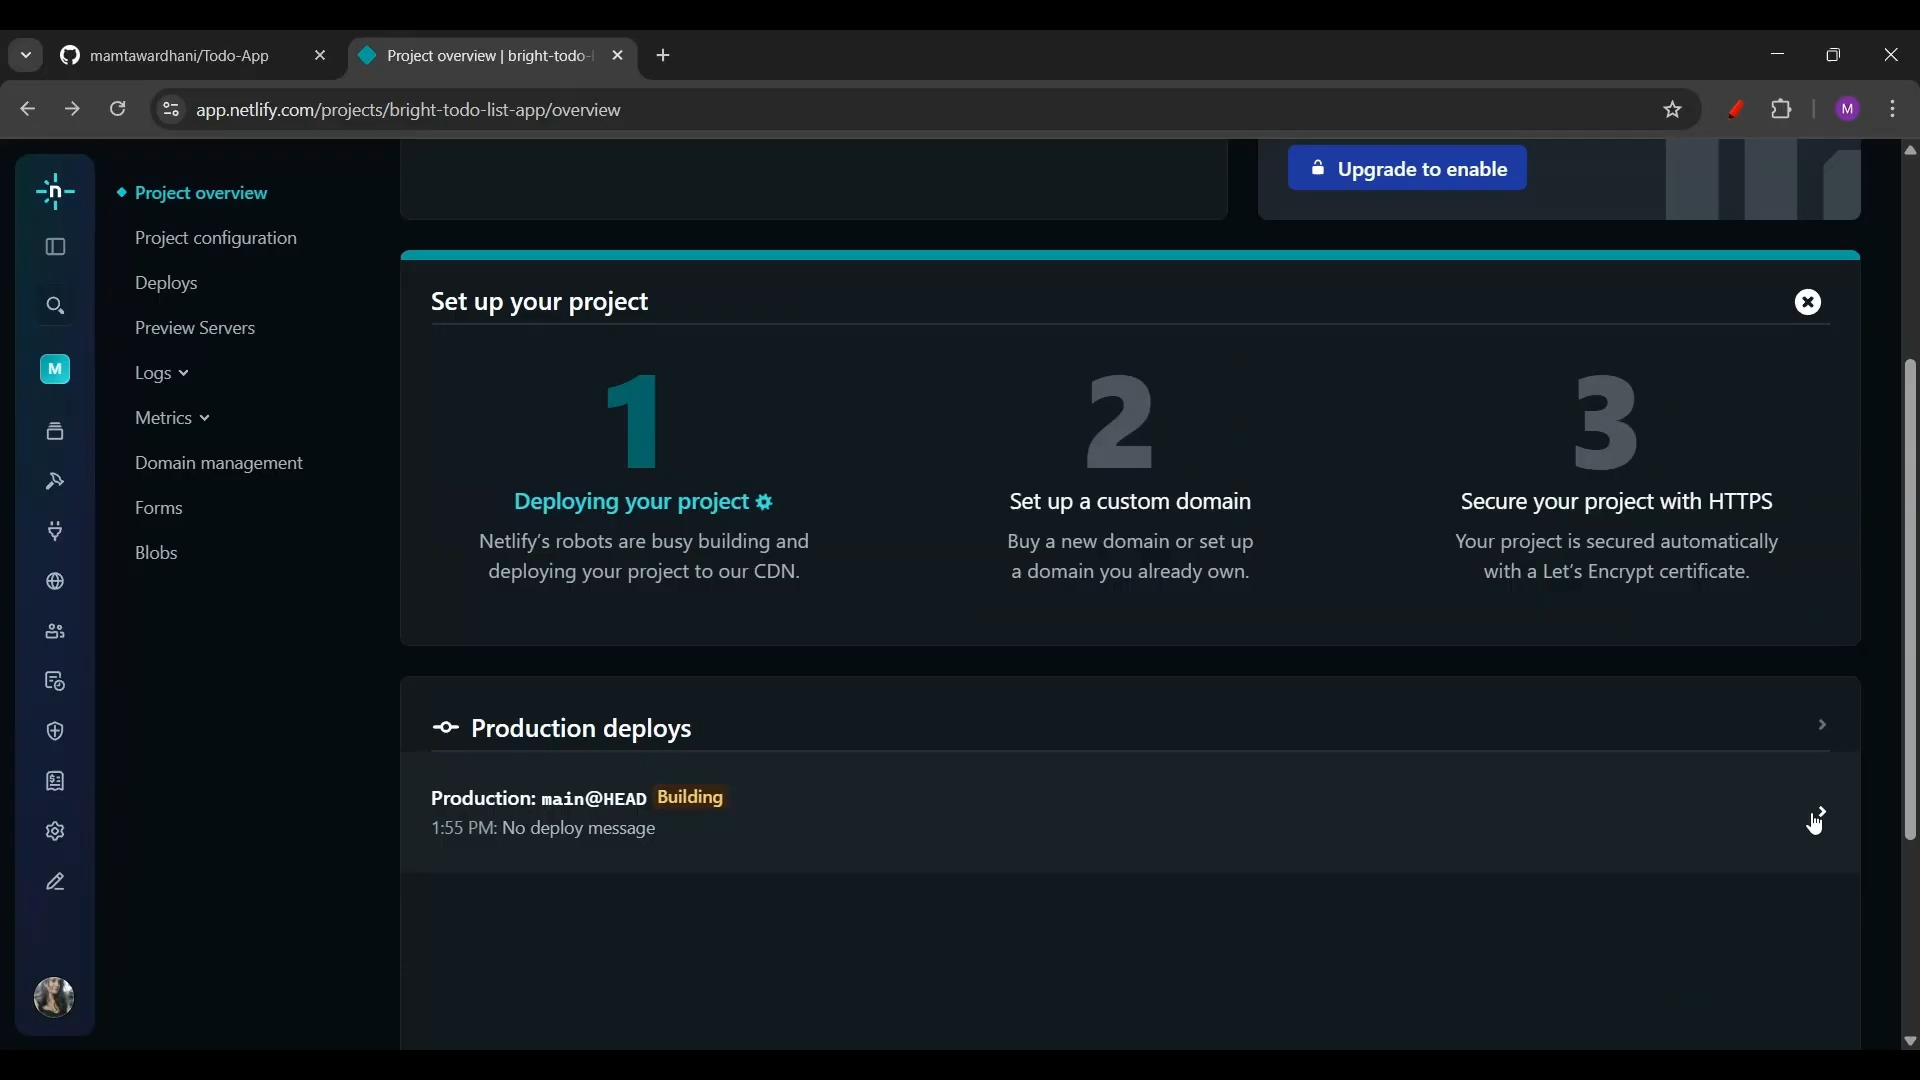 mamtawardhani/Todo-App
Project overview | bright-todo-l
app.netlify.com/projects/bright-todo-list-app/overview
M
n
M
Project overview
Project configuration
Deploys
Preview Servers
Logs
Metrics
Domain management
Forms
Blobs
Upgrade to enable
Set up your project
1
Deploying your project
Netlify's robots are busy building and
deploying your project to our CDN.
2
Set up a custom domain
Buy a new domain or set up
a domain you already own.
3
Secure your project with HTTPS
Your project is secured automatically
with a Let's Encrypt certificate.
Production deploys
Production: main@HEAD Building
1:55 PM: No deploy message